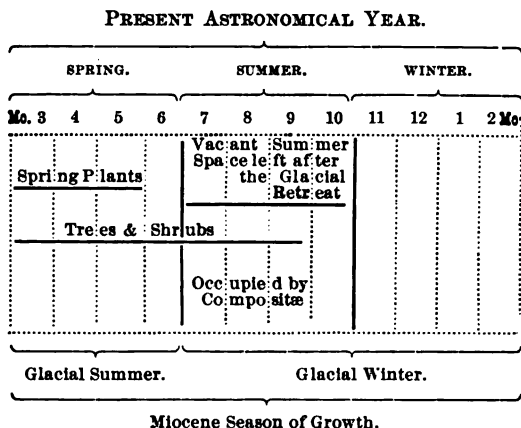 PRESENT ASTRONOMICAL YEAR.
SPRING. SUMMER. WINTER.
Mo. 3 4 5 6 7 8 9 10 11 12 1 2 Mo.
Vacant Summer
Space left after
the Glacial
Retreat
Spring Plants
Trees & Shrubs
Occupied by
Compositæ
Glacial Summer. Glacial Winter.
Miocene Season of Growth.